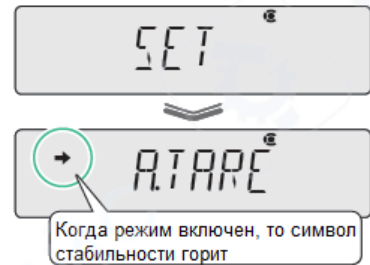 SET
A.TARE
Когда режим включен, то символ
стабильности горит